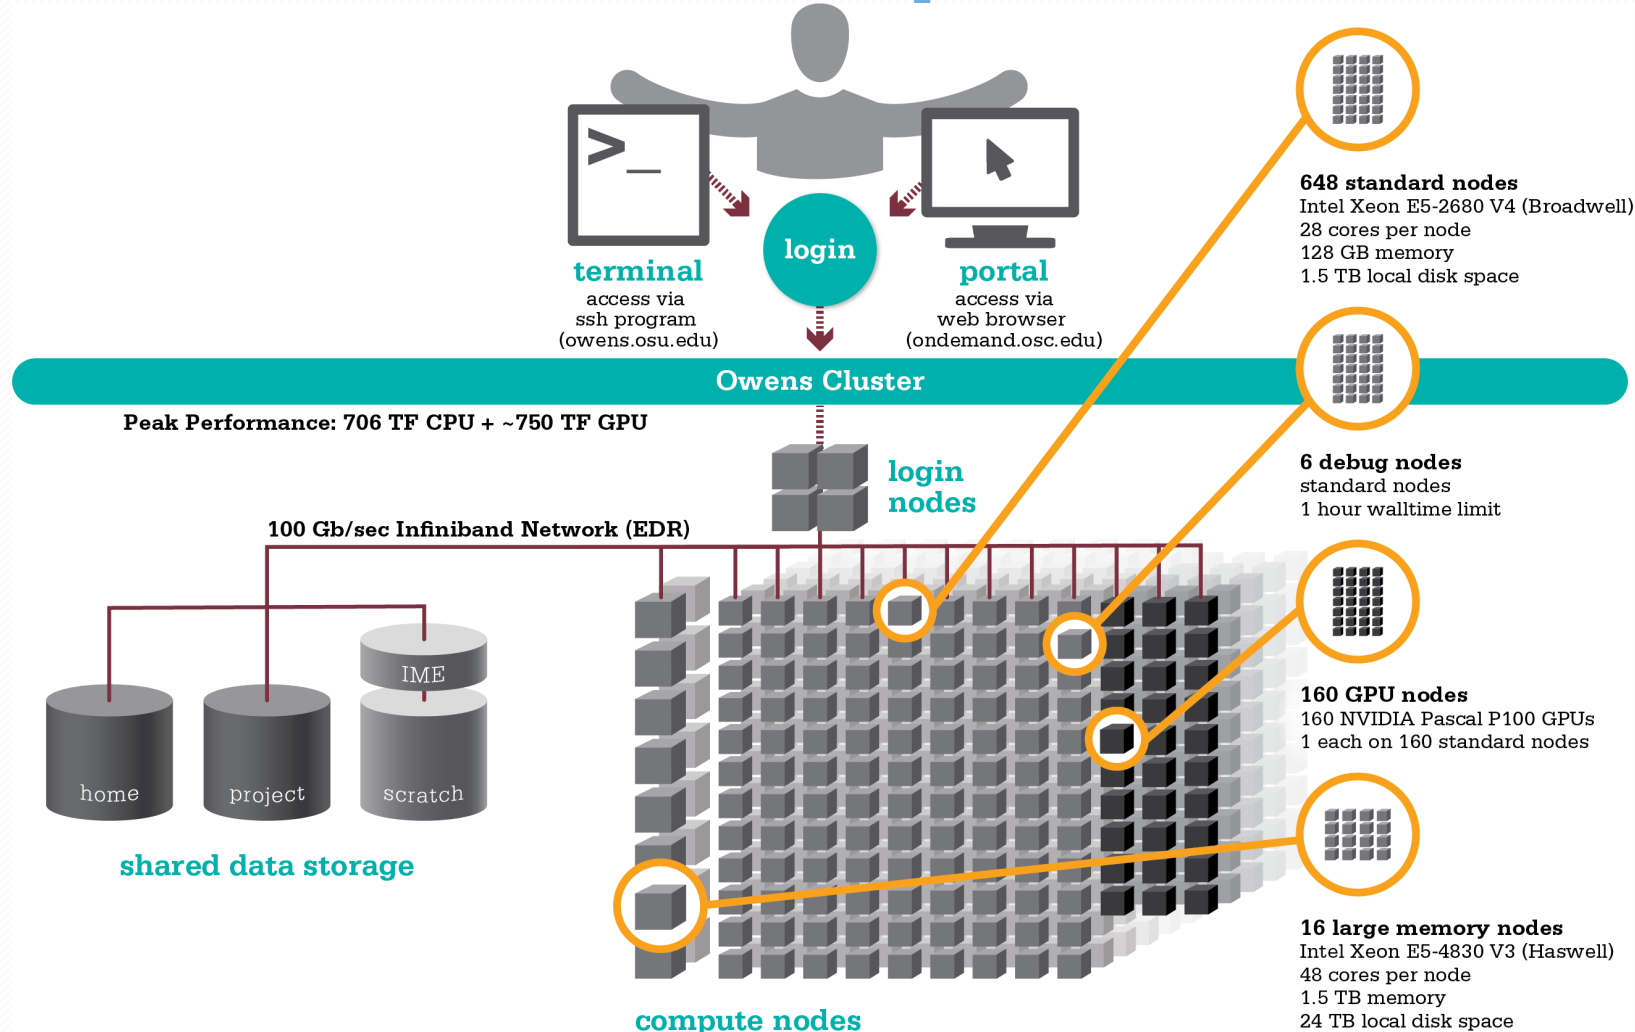 >_
login
terminal
access via
ssh program
(owens.osu.edu)
portal
access via
web browser
(ondemand.osc.edu)
Owens Cluster
Peak Performance: 706 TF CPU + ~750 TF GPU
login
nodes
100 Gb/sec Infiniband Network (EDR)
IME
home
project
scratch
shared data storage
compute nodes
648 standard nodes
Intel Xeon E5-2680 V4 (Broadwell)
28 cores per node
128 GB memory
1.5 TB local disk space
6 debug nodes
standard nodes
1 hour walltime limit
160 GPU nodes
160 NVIDIA Pascal P100 GPUs
1 each on 160 standard nodes
16 large memory nodes
Intel Xeon E5-4830 V3 (Haswell)
48 cores per node
1.5 TB memory
24 TB local disk space